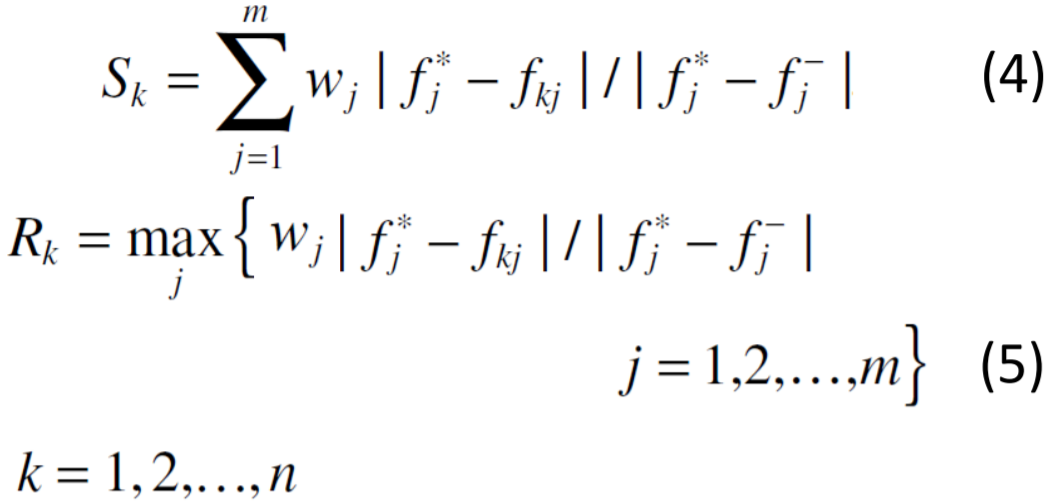 S_k = \sum_{j=1}^{m} w_j | f_j^* - f_{kj} | / | f_j^* - f_j^- | (4)
R_k = \max_j \{ w_j | f_j^* - f_{kj} | / | f_j^* - f_j^- |
j = 1,2,...,m \} (5)
k = 1,2,...,n